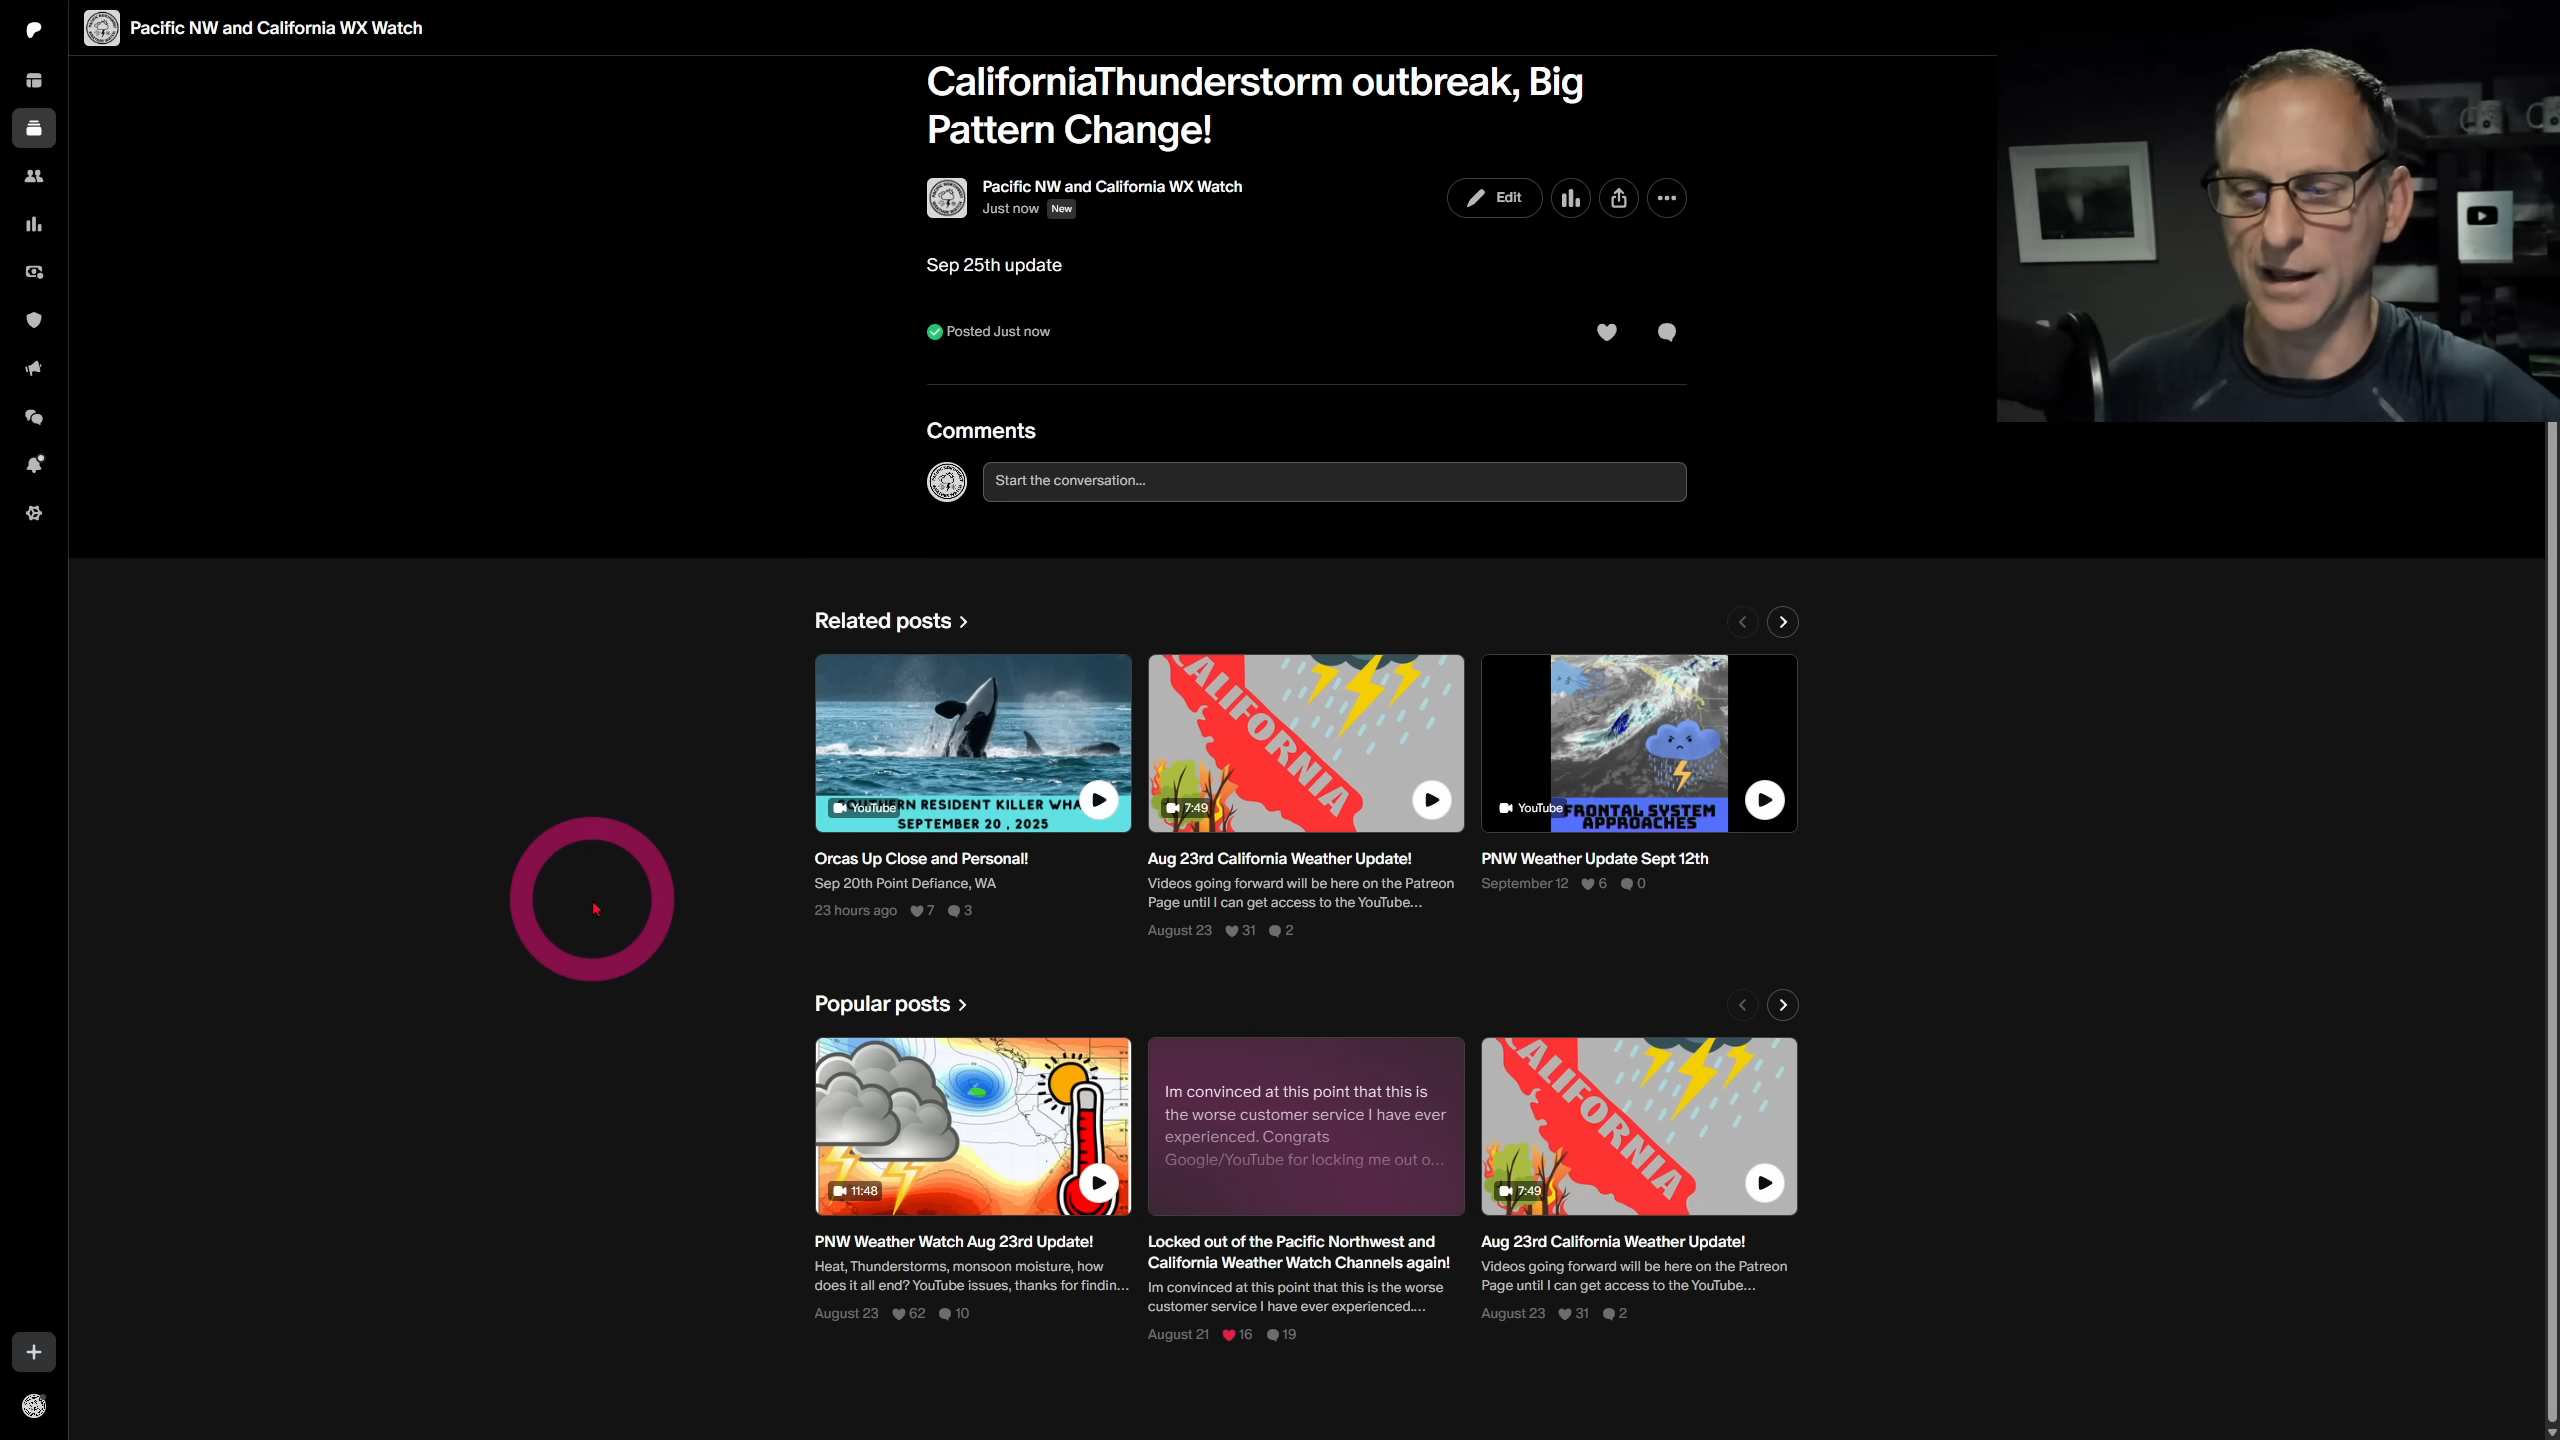 Pacific NW and California WX Watch
CaliforniaThunderstorm outbreak, Big
Pattern Change!
Pacific NW and California WX Watch
Just now New
Edit
Sep 25th update
Posted Just now
Comments
Start the conversation...
Related posts
YouTube
RESIDENT KILLER
SEPTEMBER 20, 2025
CALIFORNIA
7:49
YouTube
FRONTAL SYSTEM
APPROACHES
Orcas Up Close and Personal!
Sep 20th Point Defiance, WA
23 hours ago 7 3
Aug 23rd California Weather Update!
Videos going forward will be here on the Patreon
Page until I can get access to the YouTube...
August 23 31 2
PNW Weather Update Sept 12th
September 12 6 0
Popular posts
11:48
Im convinced at this point that this is
the worse customer service I have ever
experienced. Congrats
Google/YouTube for locking me out o...
CALIFORNIA
7:49
PNW Weather Watch Aug 23rd Update!
Heat, Thunderstorms, monsoon moisture, how
does it all end? YouTube issues, thanks for findin...
August 23 62 10
Locked out of the Pacific Northwest and
California Weather Watch Channels again!
Im convinced at this point that this is the worse
customer service I have ever experienced....
August 21 16 19
Aug 23rd California Weather Update!
Videos going forward will be here on the Patreon
Page until I can get access to the YouTube...
August 23 31 2